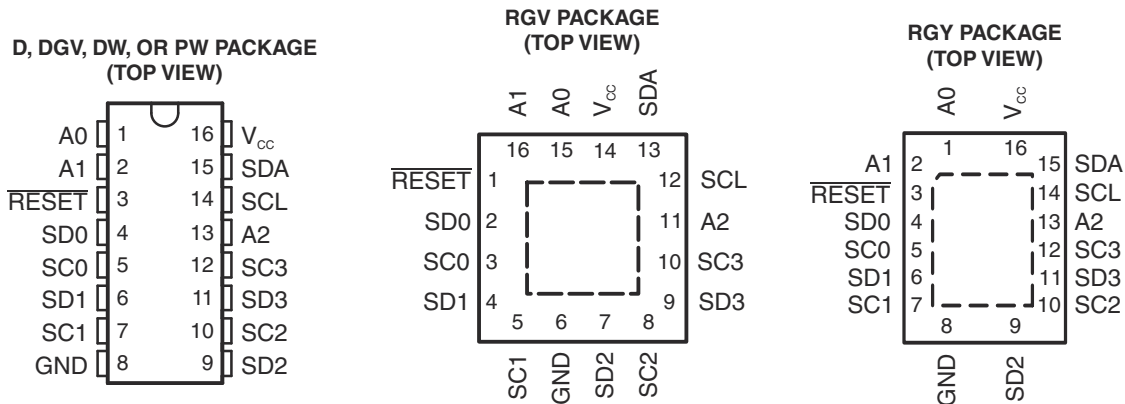 D, DGV, DW, OR PW PACKAGE
(TOP VIEW)
A0 1 16 VCC
A1 2 15 SDA
RESET 3 14 SCL
SD0 4 13 A2
SC0 5 12 SC3
SD1 6 11 SD3
SC1 7 10 SC2
GND 8 9 SD2
RGV PACKAGE
(TOP VIEW)
A1 A0 VCC SDA
16 15 14 13
RESET 1 12 SCL
SD0 2 11 A2
SC0 3 10 SC3
SD1 4 9 SD3
5 6 7 8
SC1 GND SD2 SC2
RGY PACKAGE
(TOP VIEW)
A0 VCC
1 16
A1 2 15 SDA
RESET 3 14 SCL
SD0 4 13 A2
SC0 5 12 SC3
SD1 6 11 SD3
SC1 7 10 SC2
8 9
GND SD2